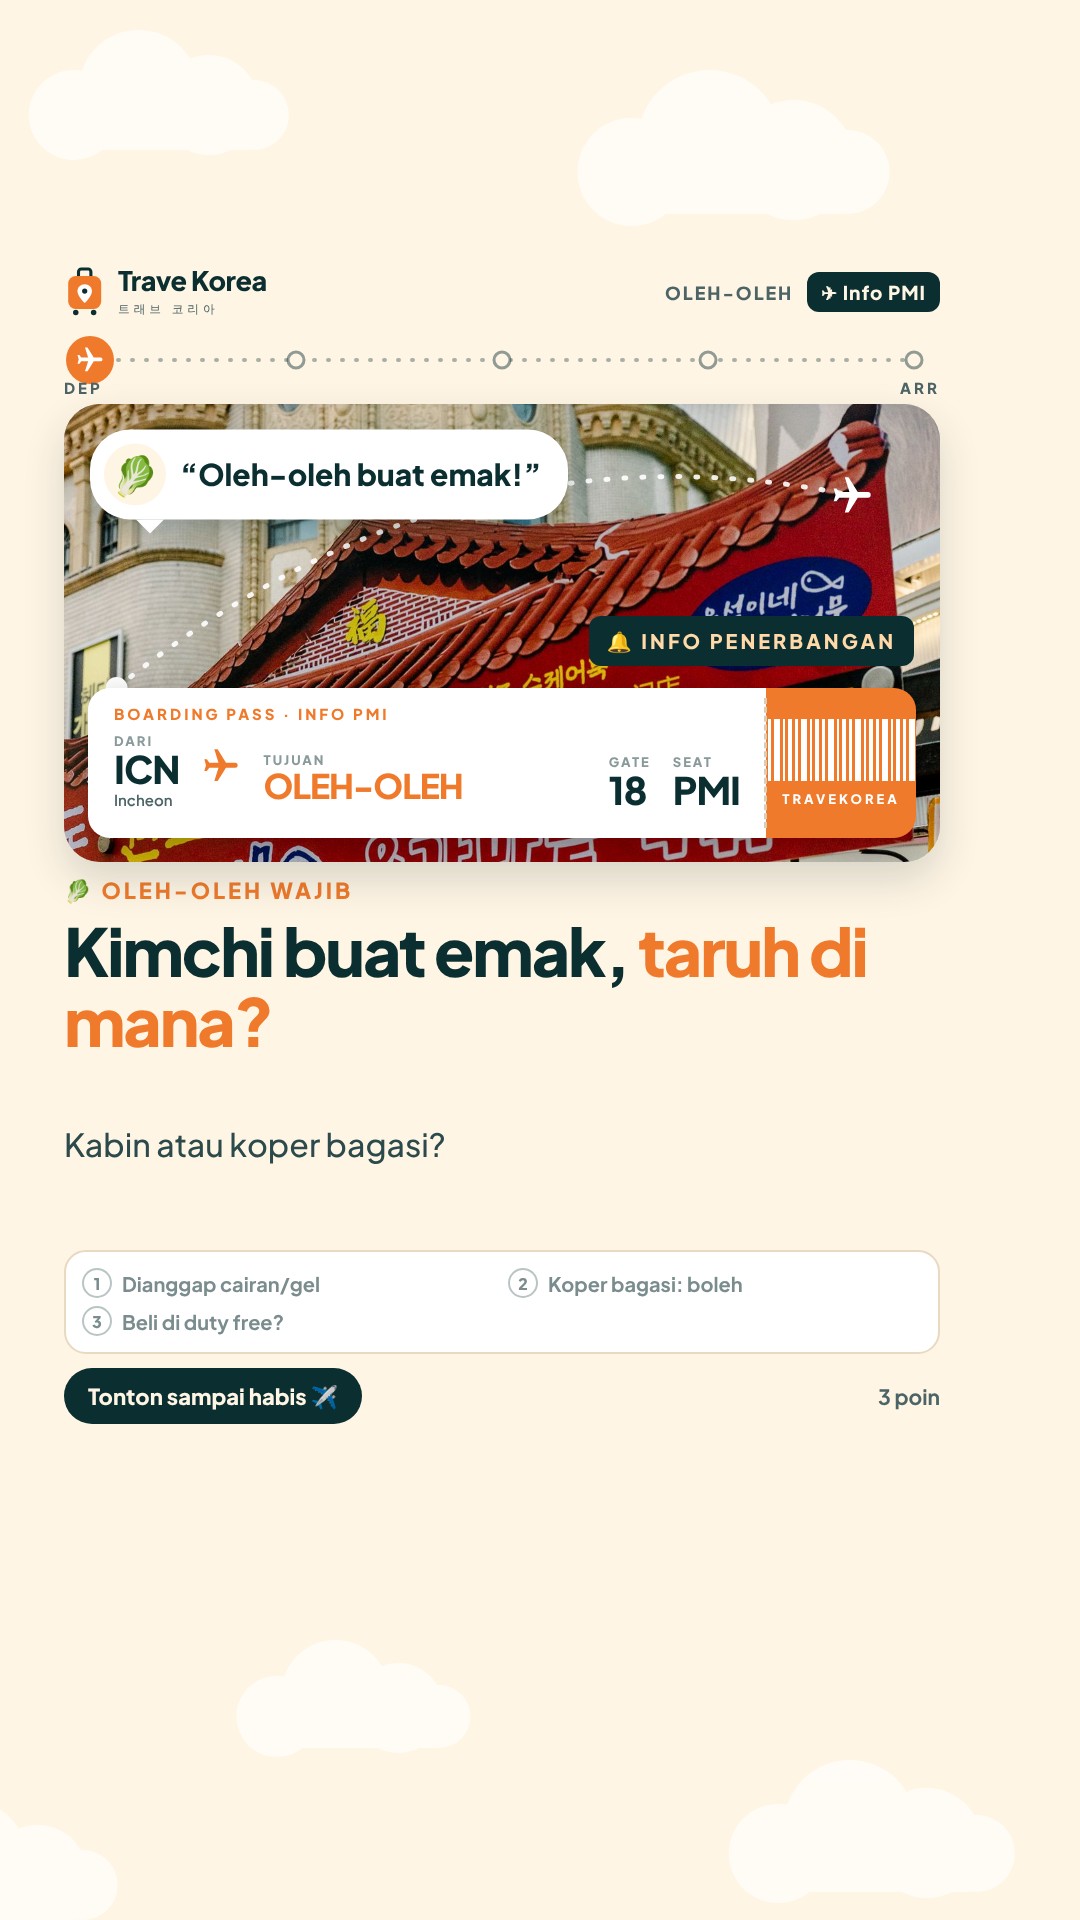 Trave Korea
트래브 코리아
OLEH-OLEH
✈ Info PMI
DEP
ARR
“Oleh-oleh buat emak!”
福
INFO PENERBANGAN
BOARDING PASS · INFO PMI
DARI
ICN
Incheon
TUJUAN
OLEH-OLEH
GATE
18
SEAT
PMI
TRAVEKOREA
OLEH-OLEH WAJIB
Kimchi buat emak, taruh di
mana?
Kabin atau koper bagasi?
1 Dianggap cairan/gel
2 Koper bagasi: boleh
3 Beli di duty free?
Tonton sampai habis
3 poin